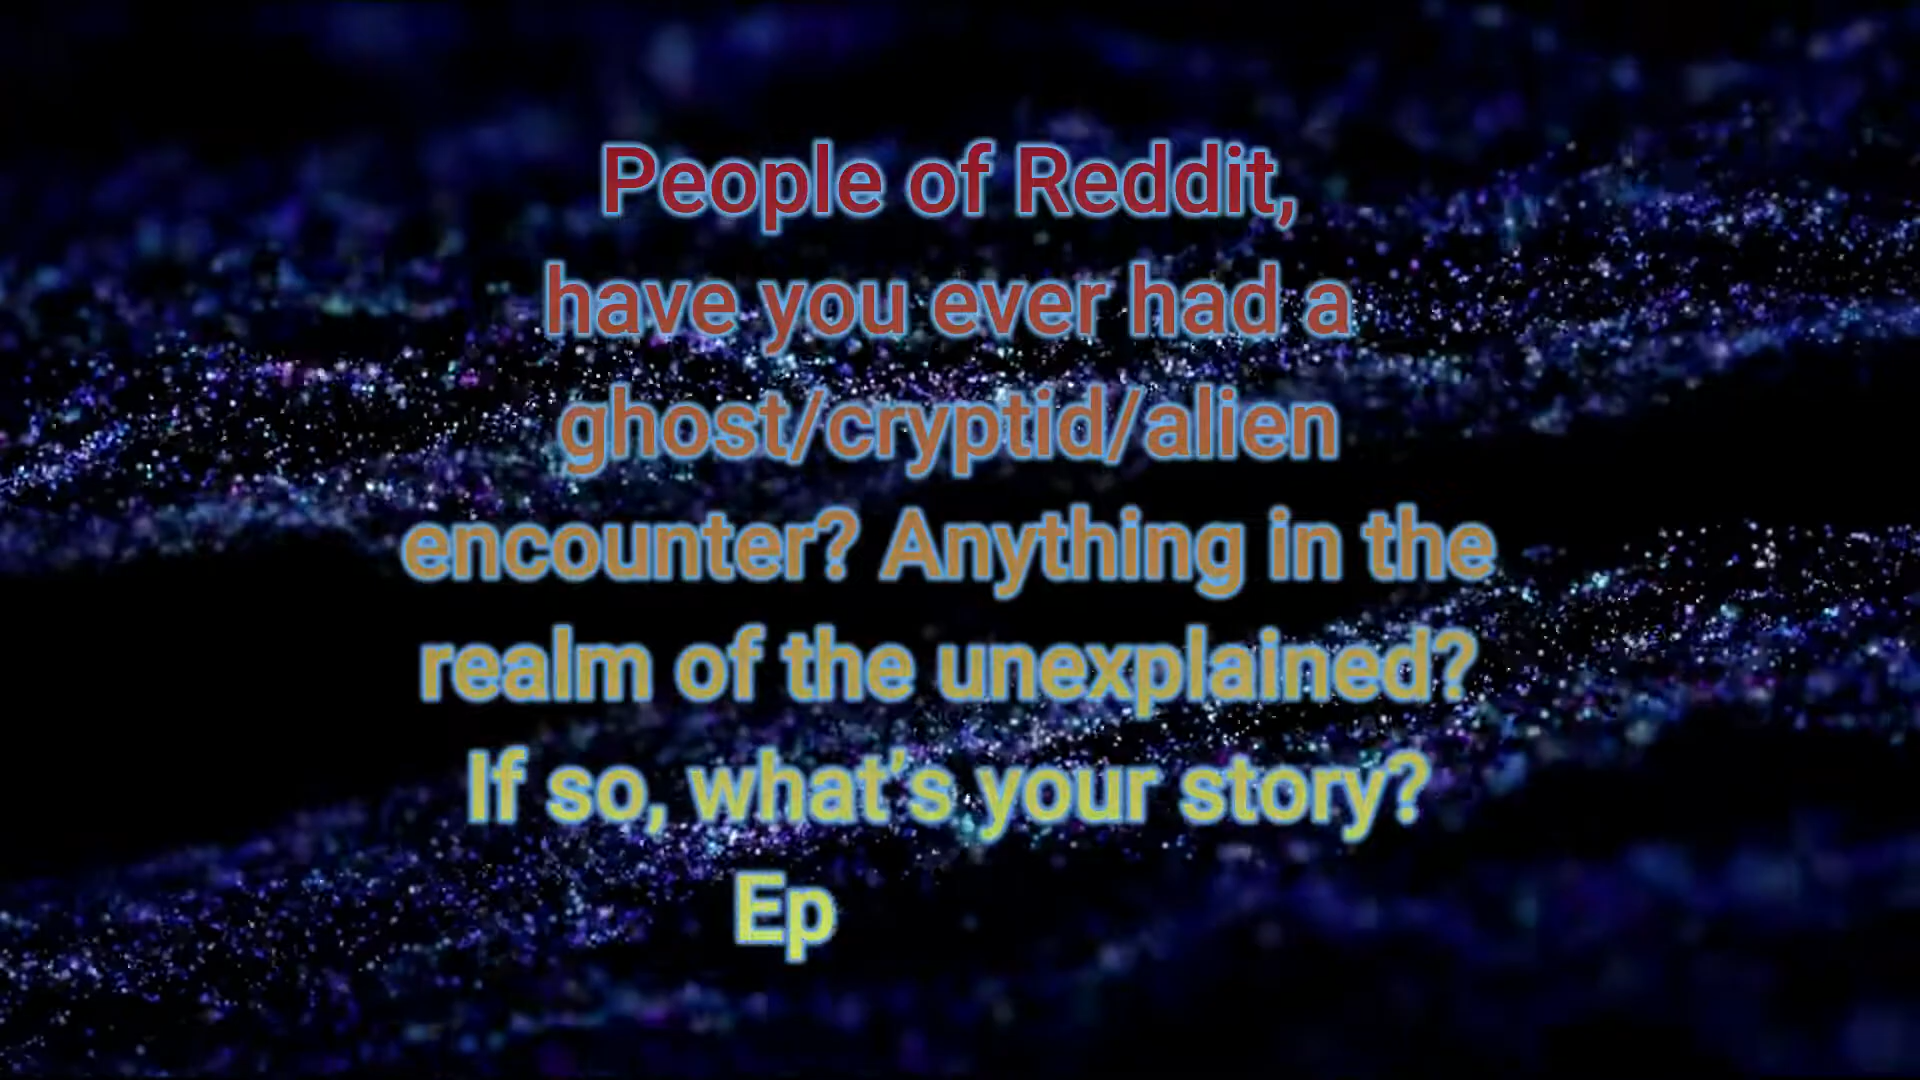 People of Reddit,
have you ever had a
ghost/cryptid/alien
encounter? Anything in the
realm of the unexplained?
If so, what's your story?
Ep